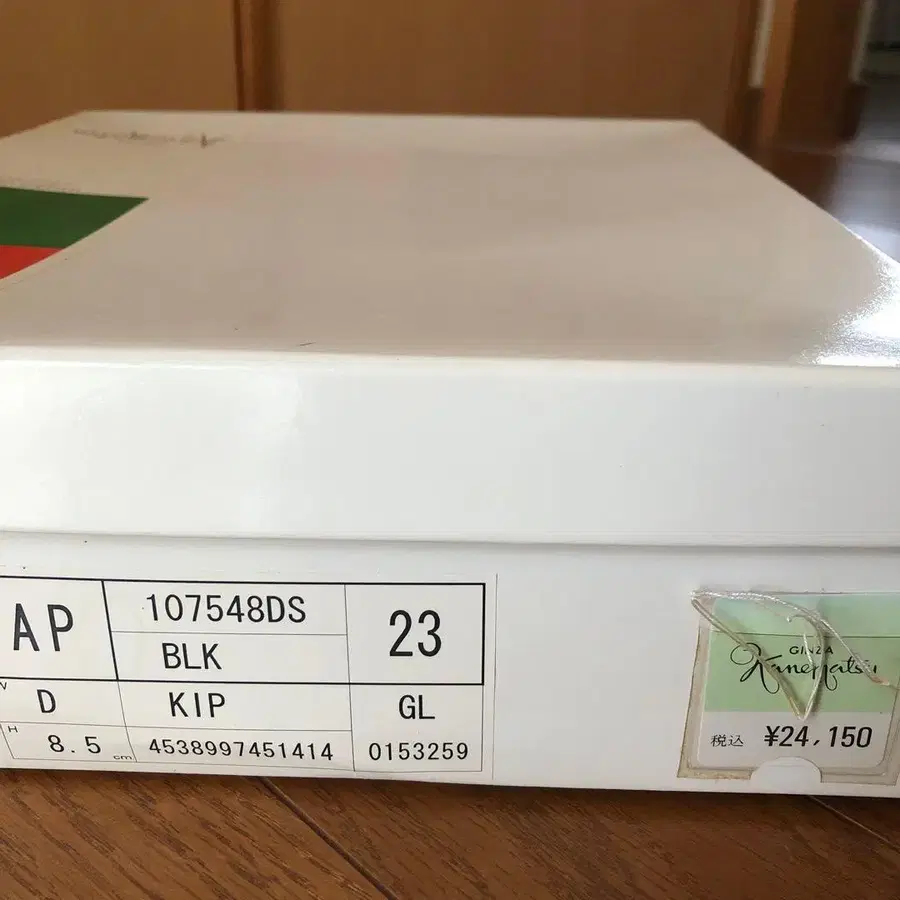 AP
107548DS
BLK
23
W
D
KIP
GL
H
8.5
cm
4538997451414
0153259
GINZA
Kanematsu
税込 ¥24,150